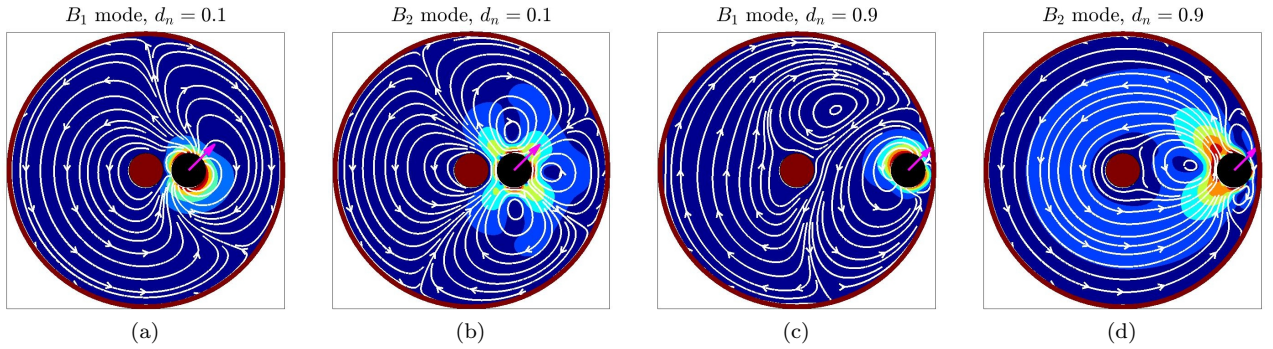 B₁ mode, dₙ = 0.1
B₂ mode, dₙ = 0.1
B₁ mode, dₙ = 0.9
B₂ mode, dₙ = 0.9
(a)
(b)
(c)
(d)